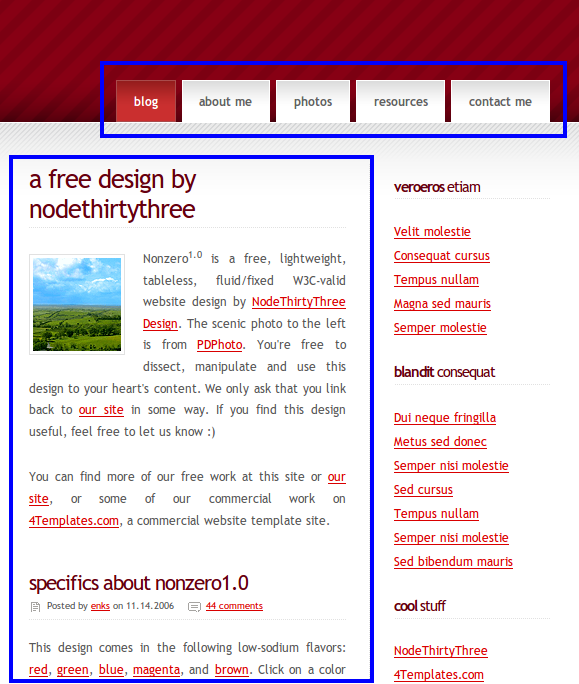 blog
about me
photos
resources
contact me
a free design by
nodethirtythree
Nonzero1.0 is a free, lightweight,
tableless, fluid/fixed W3C-valid
website design by NodeThirtyThree
Design. The scenic photo to the left
is from PDPhoto. You're free to
dissect, manipulate and use this
design to your heart's content. We only ask that you link
back to our site in some way. If you find this design
useful, feel free to let us know :)
You can find more of our free work at this site or our
site, or some of our commercial work on
4Templates.com, a commercial website template site.
specifics about nonzero1.0
Posted by enks on 11.14.2006
44 comments
This design comes in the following low-sodium flavors:
red, green, blue, magenta, and brown. Click on a color
veroeros etiam
Velit molestie
Consequat cursus
Tempus nullam
Magna sed mauris
Semper molestie
blandit consequat
Dui neque fringilla
Metus sed donec
Semper nisi molestie
Sed cursus
Tempus nullam
Semper nisi molestie
Sed bibendum mauris
cool stuff
NodeThirtyThree
4Templates.com